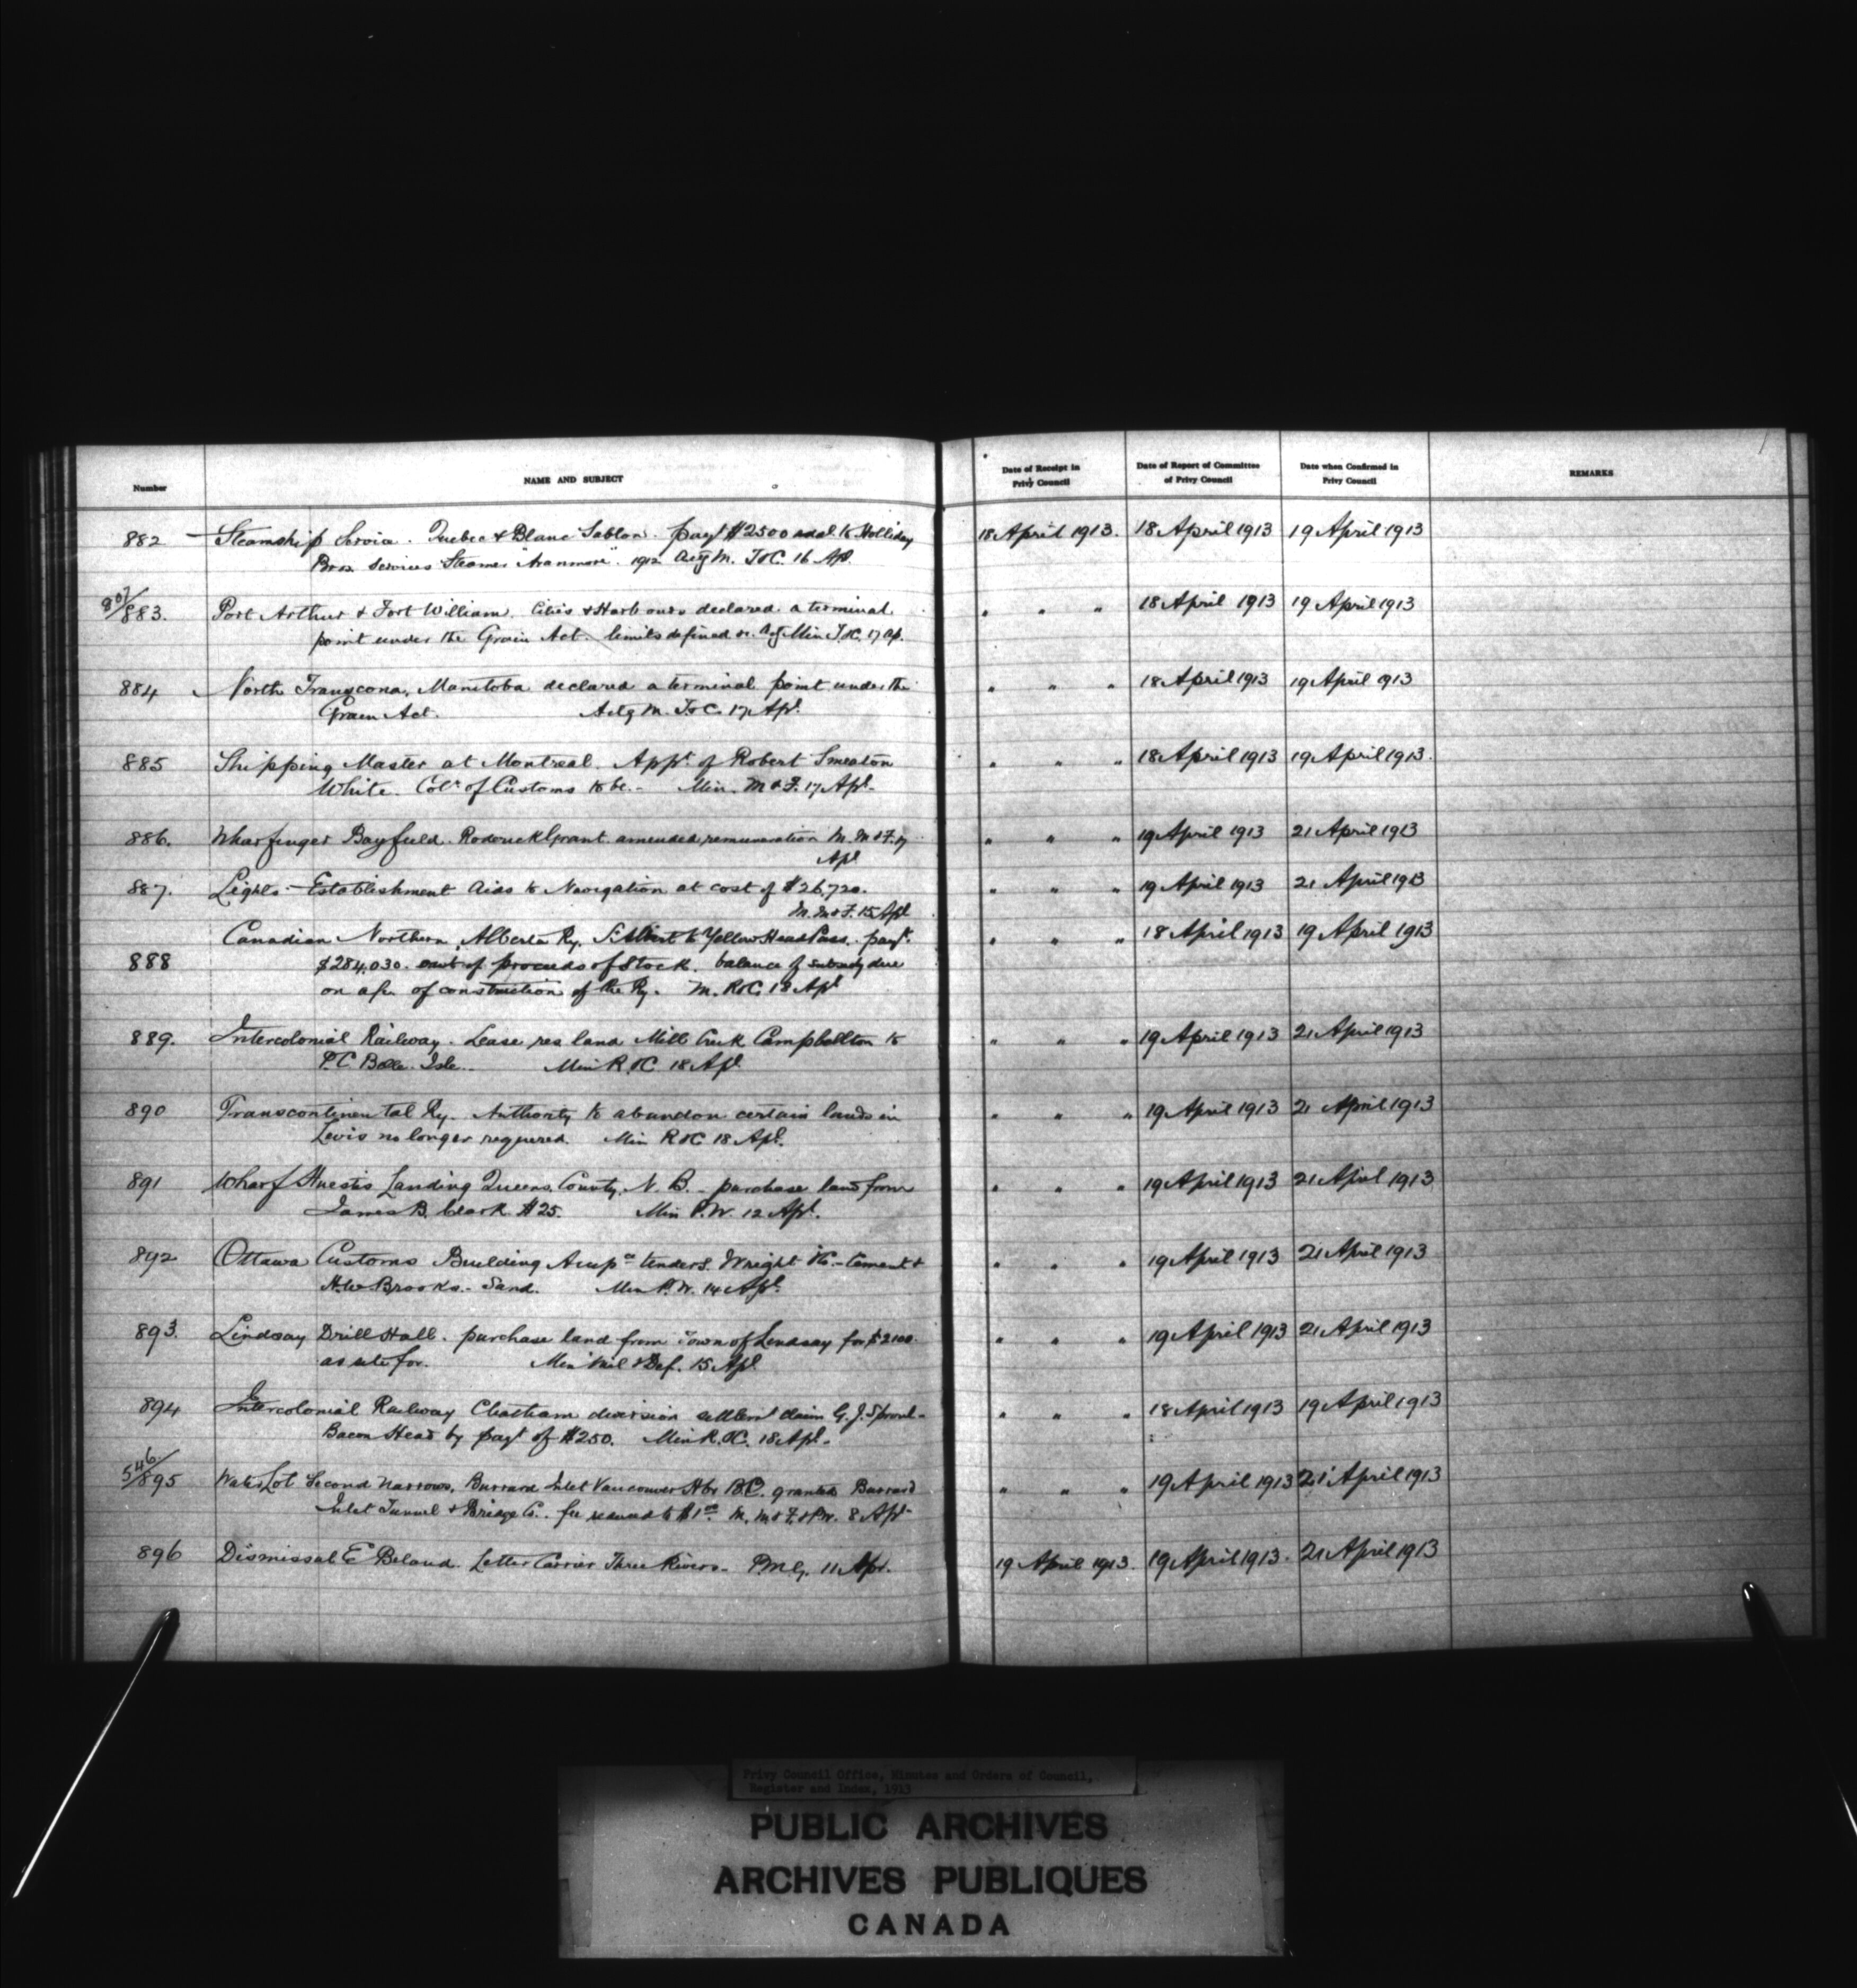 Number
NAME AND SUBJECT
Date of Receipt in Privy Council
Date of Report of Committee of Privy Council
Date when Confirmed in Privy Council
REMARKS
882 Steamship Service. Quebec & Blanc Sablon. payt $2500 addl to Holliday 18 April 1913. 18 April 1913 19 April 1913
Bros. Services Steamer "Aranmore". 1912 Actg M. T&C. 16 Apl.
883. Port Arthur & Fort William. Cities & Harbours declared a terminal " " " 18 April 1913 19 April 1913
point under the Grain Act. limits defined &c. Actg Min T&C. 17 Ap.
884 North Transcona, Manitoba declared a terminal point under the " " " 18 April 1913 19 April 1913
Grain Act. Actg M. T&C. 17 Apl.
885 Shipping Master at Montreal. Appt. of Robert Smeaton " " " 18 April 1913 19 April 1913.
White. Colr of Customs to be.- Min. M&F. 17 Apl.
886. Wharfinger Bayfield. Roderick Grant amended remuneration M. M&F. 17 " " " 19 April 1913 21 April 1913
Apl
887. Lights - Establishment aids to Navigation at cost of $26,720. " " " 19 April 1913 21 April 1913
M. M&F. 15 Apl
Canadian Northern Alberta Ry. St Albert to Yellow Head Pass. payt. " " " 18 April 1913 19 April 1913
888 $284,030. out of proceeds of Stock. balance of subsidy due
on a/c of construction of the Ry. M. R&C. 18 Apl
889. Intercolonial Railway. Lease res land Mill Creek Campbellton to " " " 19 April 1913 21 April 1913
P.C. Belle Isle. Min R&C 18 Apl
890 Transcontinental Ry. Authority to abandon certain lands in " " " 19 April 1913 21 April 1913
Levis no longer required. Min R&C 18 Apl.
891 Wharf Huestis Landing Queens County, N.B. - purchase land from " " " 19 April 1913 21 April 1913
James B. Clark $25. Min P.W. 12 Apl.
892 Ottawa Customs Building Accepce tenders. Wright &c.- Cement & " " " 19 April 1913 21 April 1913
H.W. Brooks.- Sand. Min P.W. 14 Apl.
893. Lindsay Drill Hall. purchase land from Town of Lindsay for $2100. " " " 19 April 1913 21 April 1913
as site for. Min Mil & Def. 15 Apl
894 Intercolonial Railway Chatham division settlemt claim G. J. Sproul - " " " 18 April 1913 19 April 1913
Bacon Head by payt of $250. Min R.&C. 18 Apl.
546/895 Water Lot Second Narrows, Burrard Inlet Vancouver Hbr B.C. granted Burrard " " " 19 April 1913 21 April 1913
Inlet Tunnel & Bridge Co. fee reduced to $1.00 M. M&F. & P.W. 8 Apl
896 Dismissal E Beland. Letter Carrier Three Rivers - P.M.G. 11 Apr. 19 April 1913. 19 April 1913. 21 April 1913
Privy Council Office, Minutes and Orders of Council,
Register and Index, 1913
PUBLIC ARCHIVES
ARCHIVES PUBLIQUES
CANADA